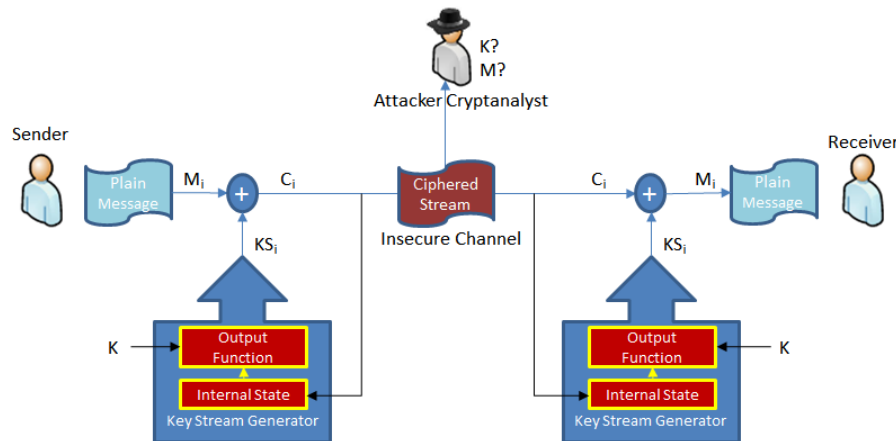 K?
M?
Attacker Cryptanalyst
Sender
Receiver
Plain
Message
Mi
Ci
Ciphered
Stream
Ci
Mi
Plain
Message
Insecure Channel
KSi
KSi
K
Output
Function
Output
Function
K
Internal State
Internal State
Key Stream Generator
Key Stream Generator